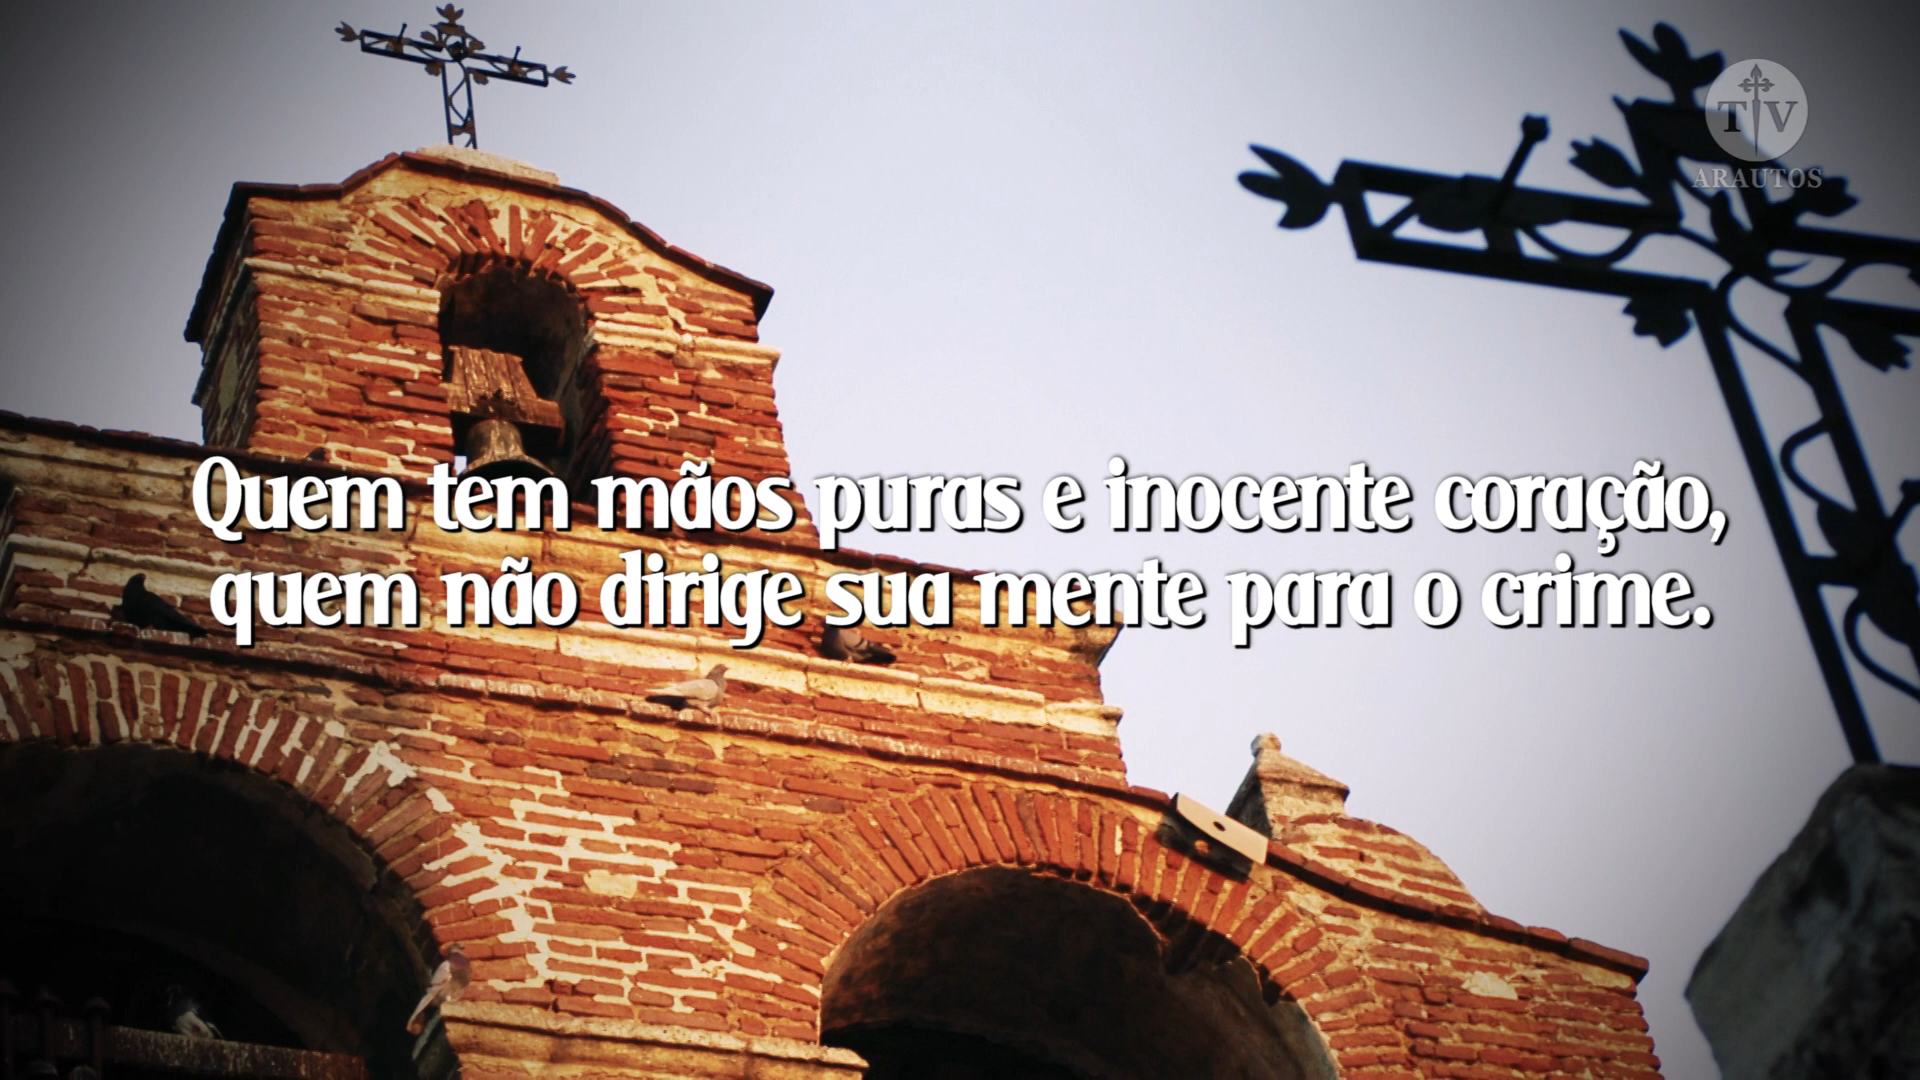 TV
ARAUTOS
Quem tem mãos puras e inocente coração,
quem não dirige sua mente para o crime.